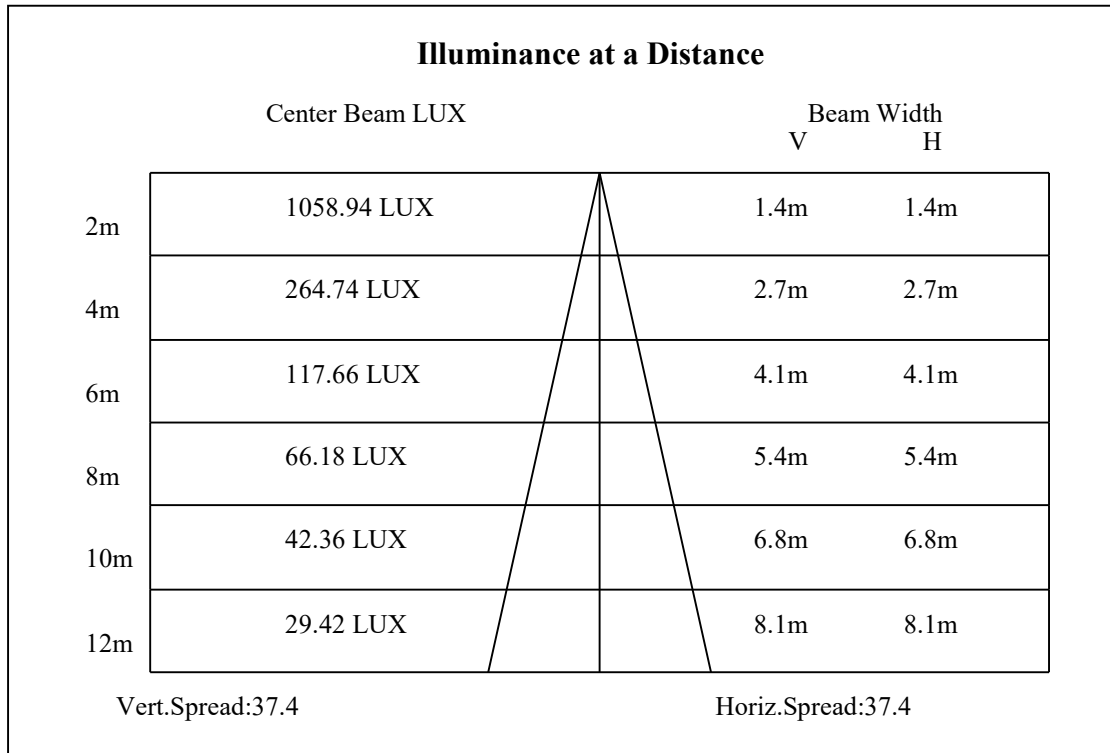 Illuminance at a Distance
Center Beam LUX Beam Width
V H
2m 1058.94 LUX 1.4m 1.4m
4m 264.74 LUX 2.7m 2.7m
6m 117.66 LUX 4.1m 4.1m
8m 66.18 LUX 5.4m 5.4m
10m 42.36 LUX 6.8m 6.8m
12m 29.42 LUX 8.1m 8.1m
Vert.Spread:37.4 Horiz.Spread:37.4